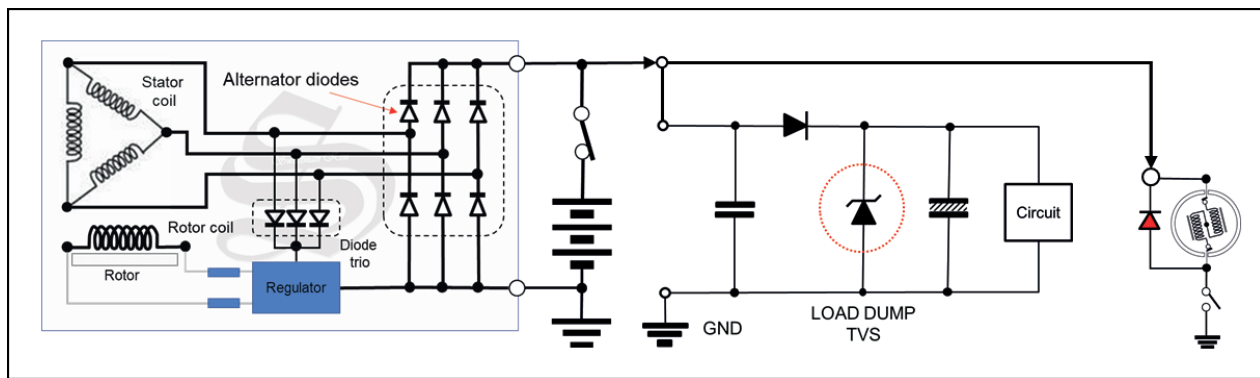 Stator
coil
Alternator diodes
Rotor coil
Diode
trio
Rotor
Regulator
GND
LOAD DUMP
TVS
Circuit